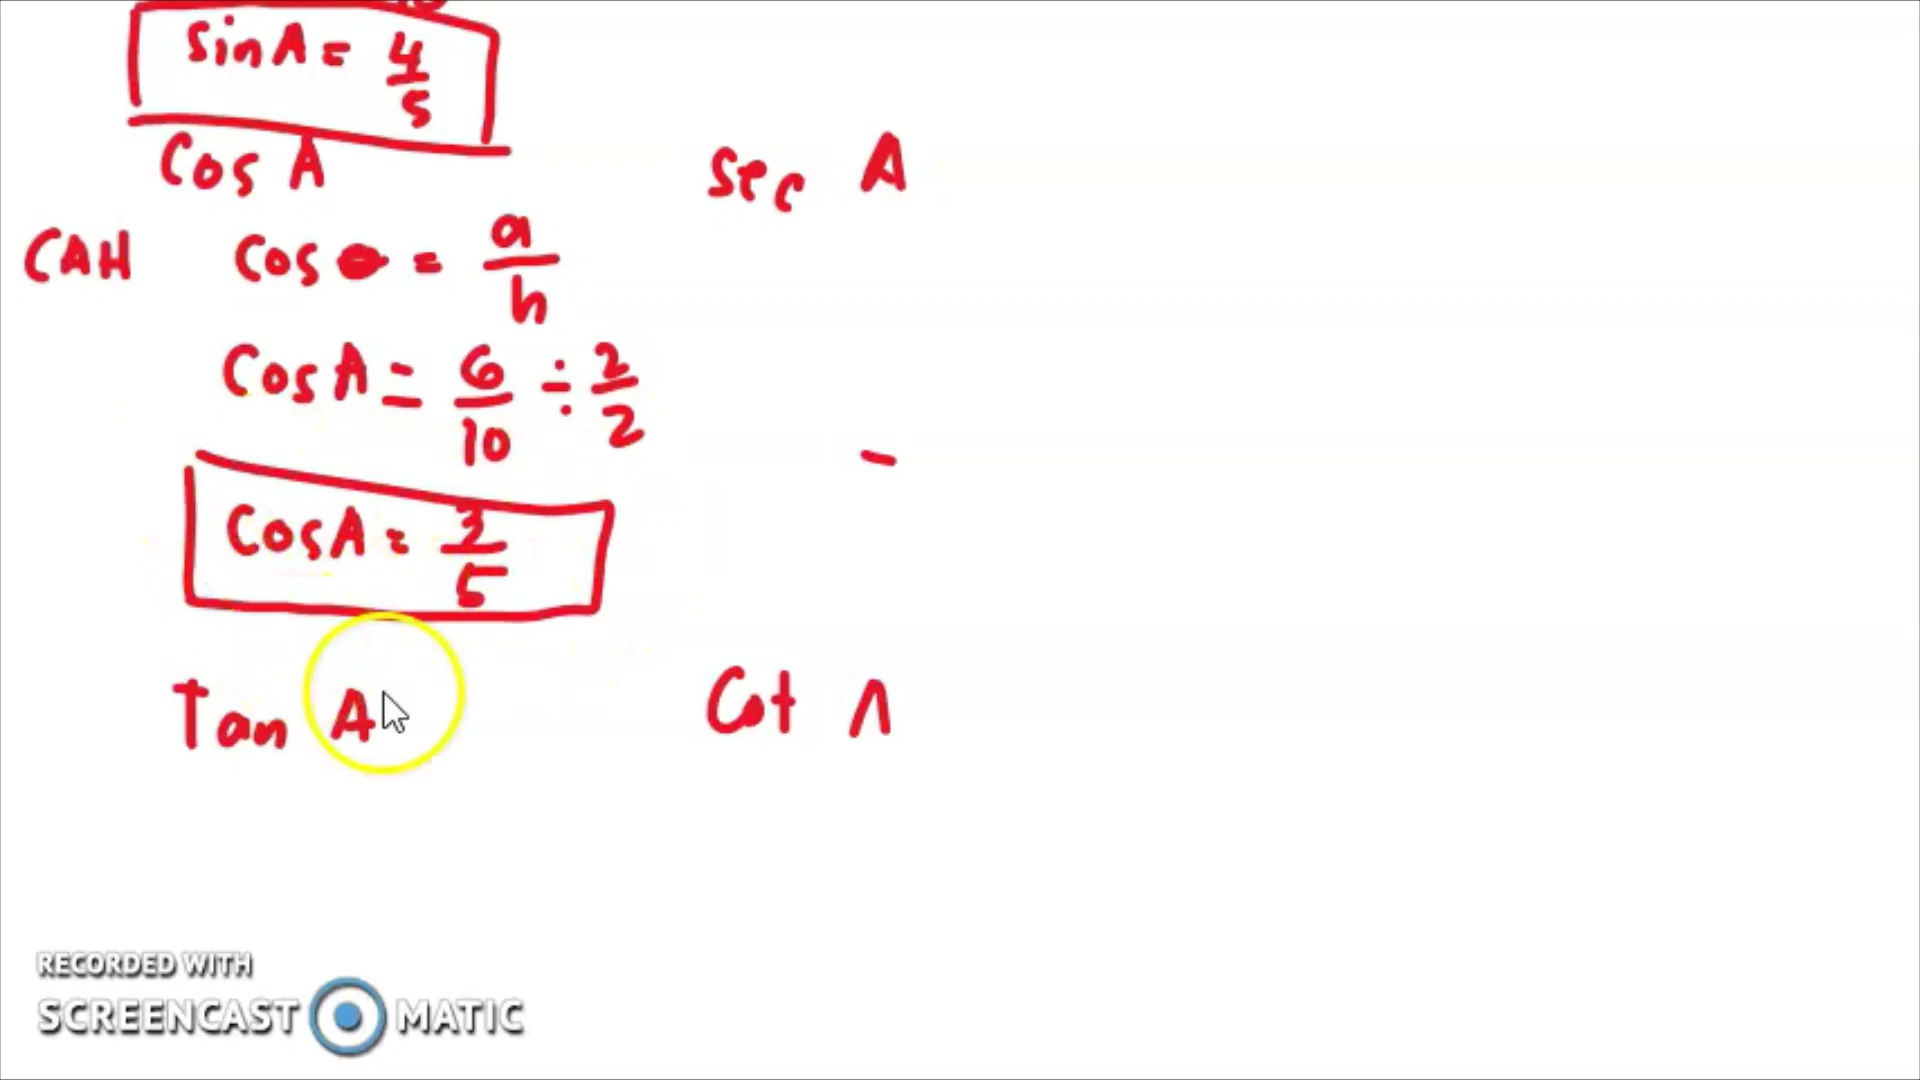 sin A = 4/5
Cos A
sec A
CAH Cos θ = a/h
Cos A = 6/10 ÷ 2/2
Cos A = 3/5
Tan A
Cot A
RECORDED WITH
SCREENCAST MATIC